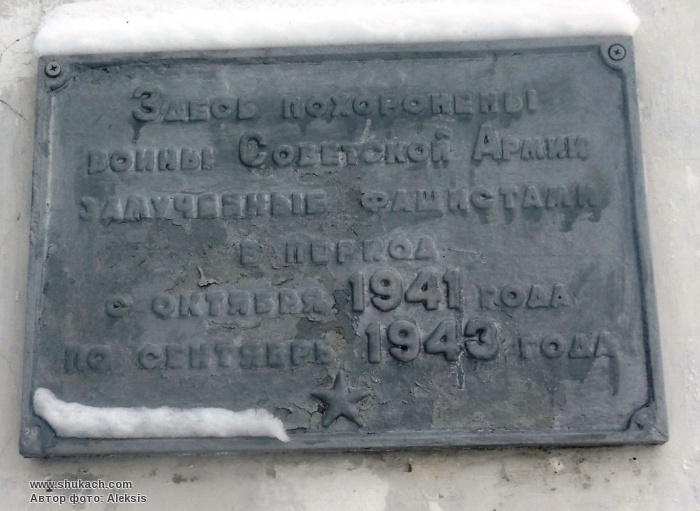 Здесь похоронены
воины Советской Армии
замученные фашистами
в период
с октября 1941 года
по сентябрь 1943 года
www.shukach.com
Автор фото: Aleksis